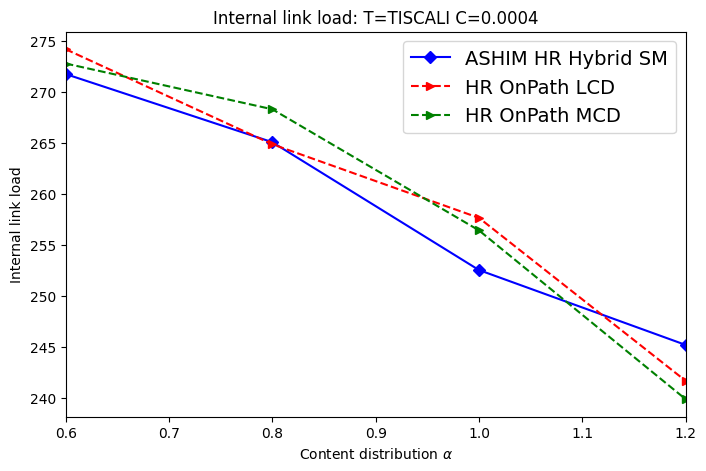 Internal link load: T=TISCALI C=0.0004
275
270
265
260
255
250
245
240
Internal link load
ASHIM HR Hybrid SM
HR OnPath LCD
HR OnPath MCD
0.6 0.7 0.8 0.9 1.0 1.1 1.2
Content distribution α